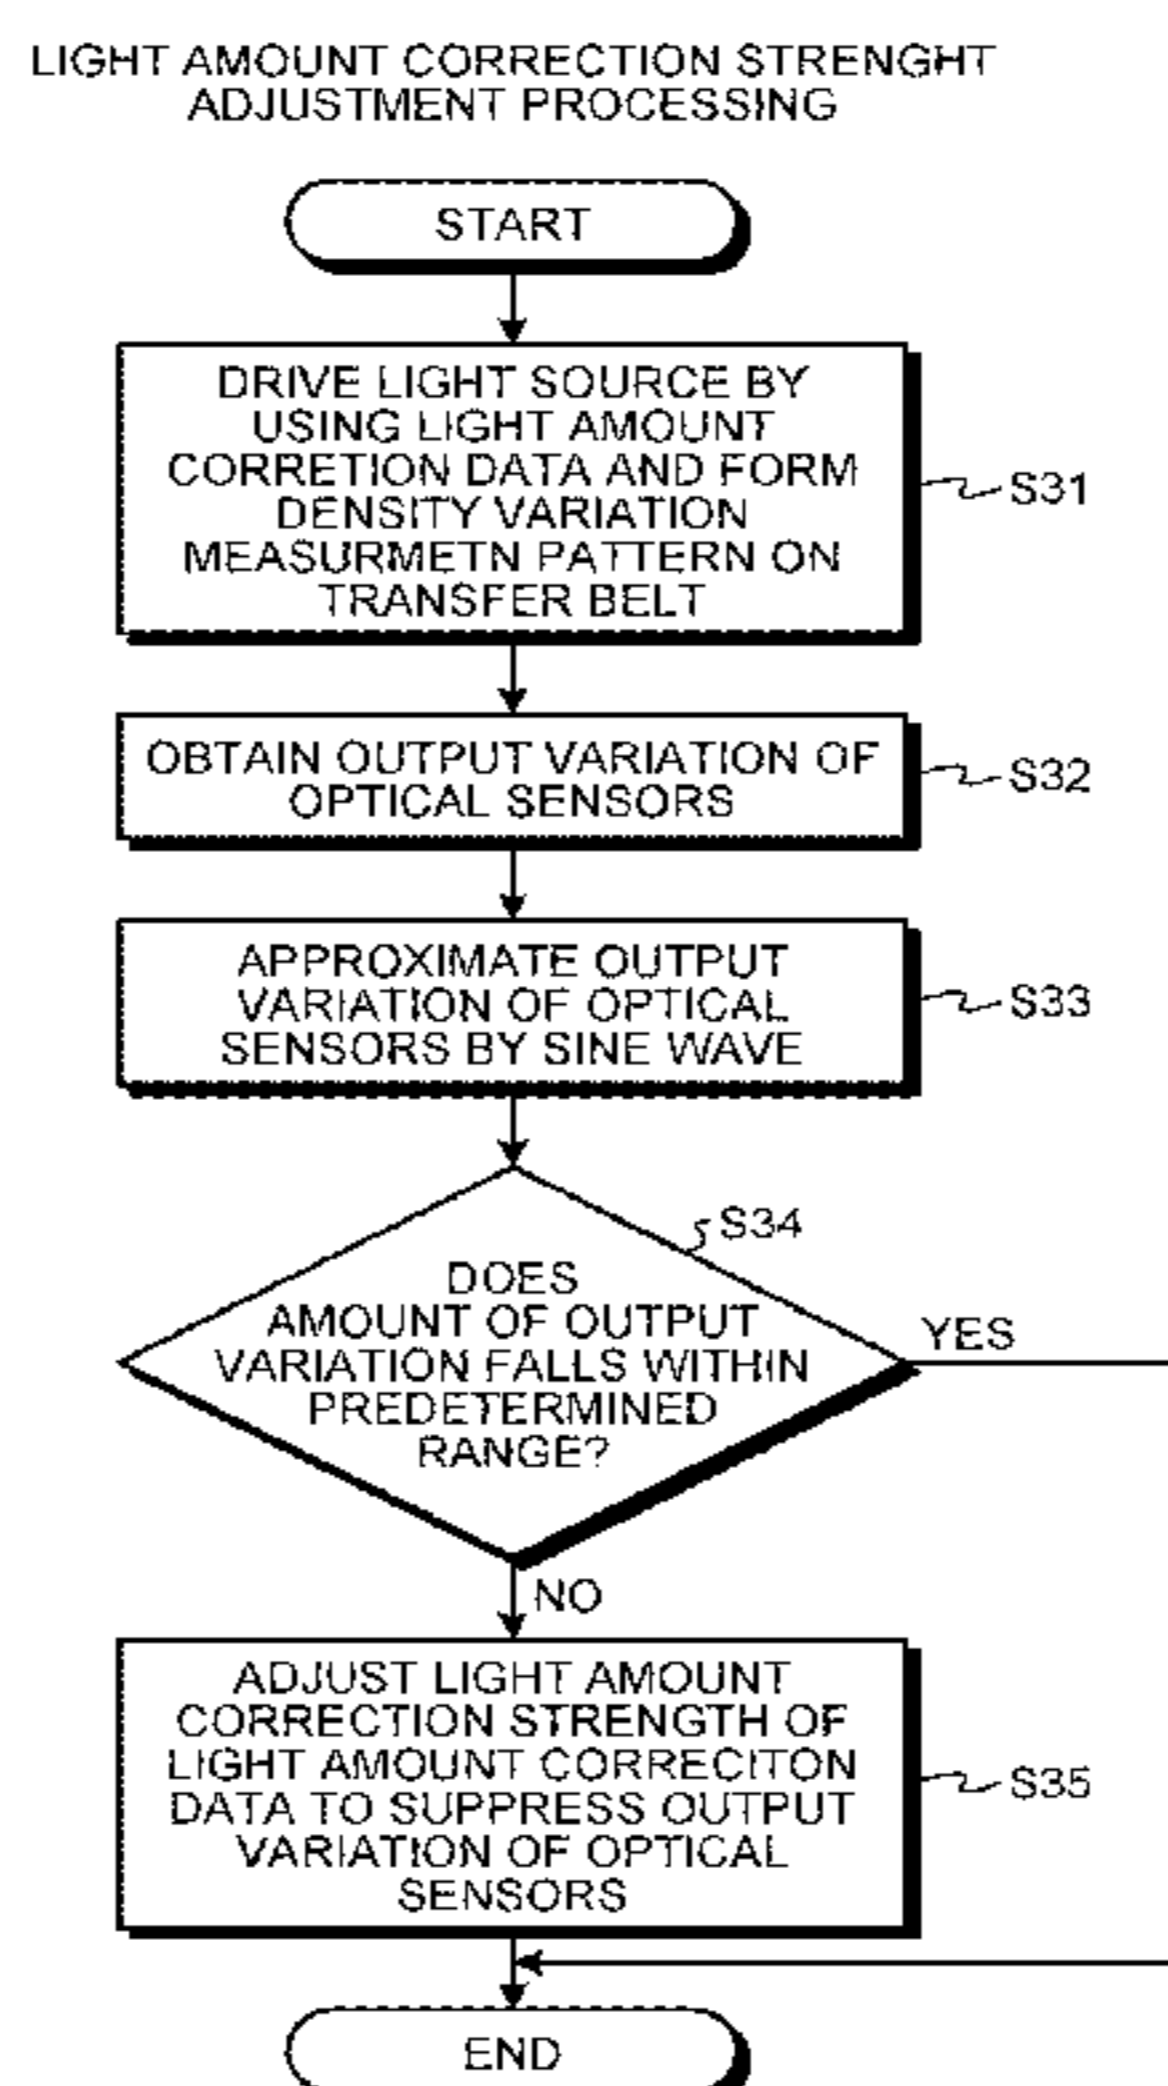 LIGHT AMOUNT CORRECTION STRENGHT
ADJUSTMENT PROCESSING
START
DRIVE LIGHT SOURCE BY
USING LIGHT AMOUNT
CORRETION DATA AND FORM
DENSITY VARIATION
MEASURMETN PATTERN ON
TRANSFER BELT
S31
OBTAIN OUTPUT VARIATION OF
OPTICAL SENSORS
S32
APPROXIMATE OUTPUT
VARIATION OF OPTICAL
SENSORS BY SINE WAVE
S33
S34
DOES
AMOUNT OF OUTPUT
VARIATION FALLS WITHIN
PREDETERMINED
RANGE?
YES
NO
ADJUST LIGHT AMOUNT
CORRECTION STRENGTH OF
LIGHT AMOUNT CORRECITON
DATA TO SUPPRESS OUTPUT
VARIATION OF OPTICAL
SENSORS
S35
END